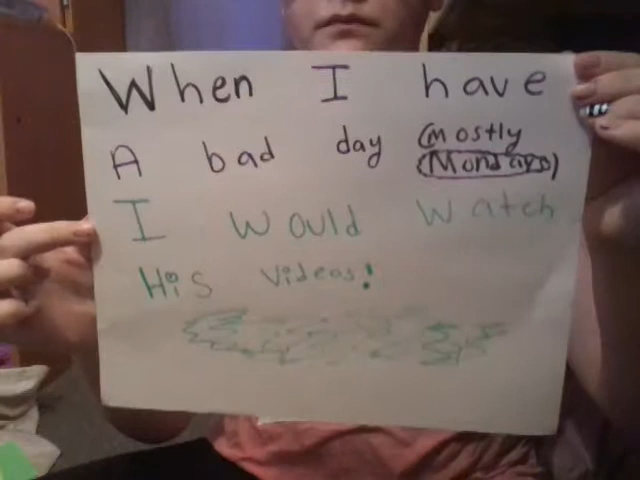 When I have
A bad day (mostly
(Mondays)
I would watch
His videos!